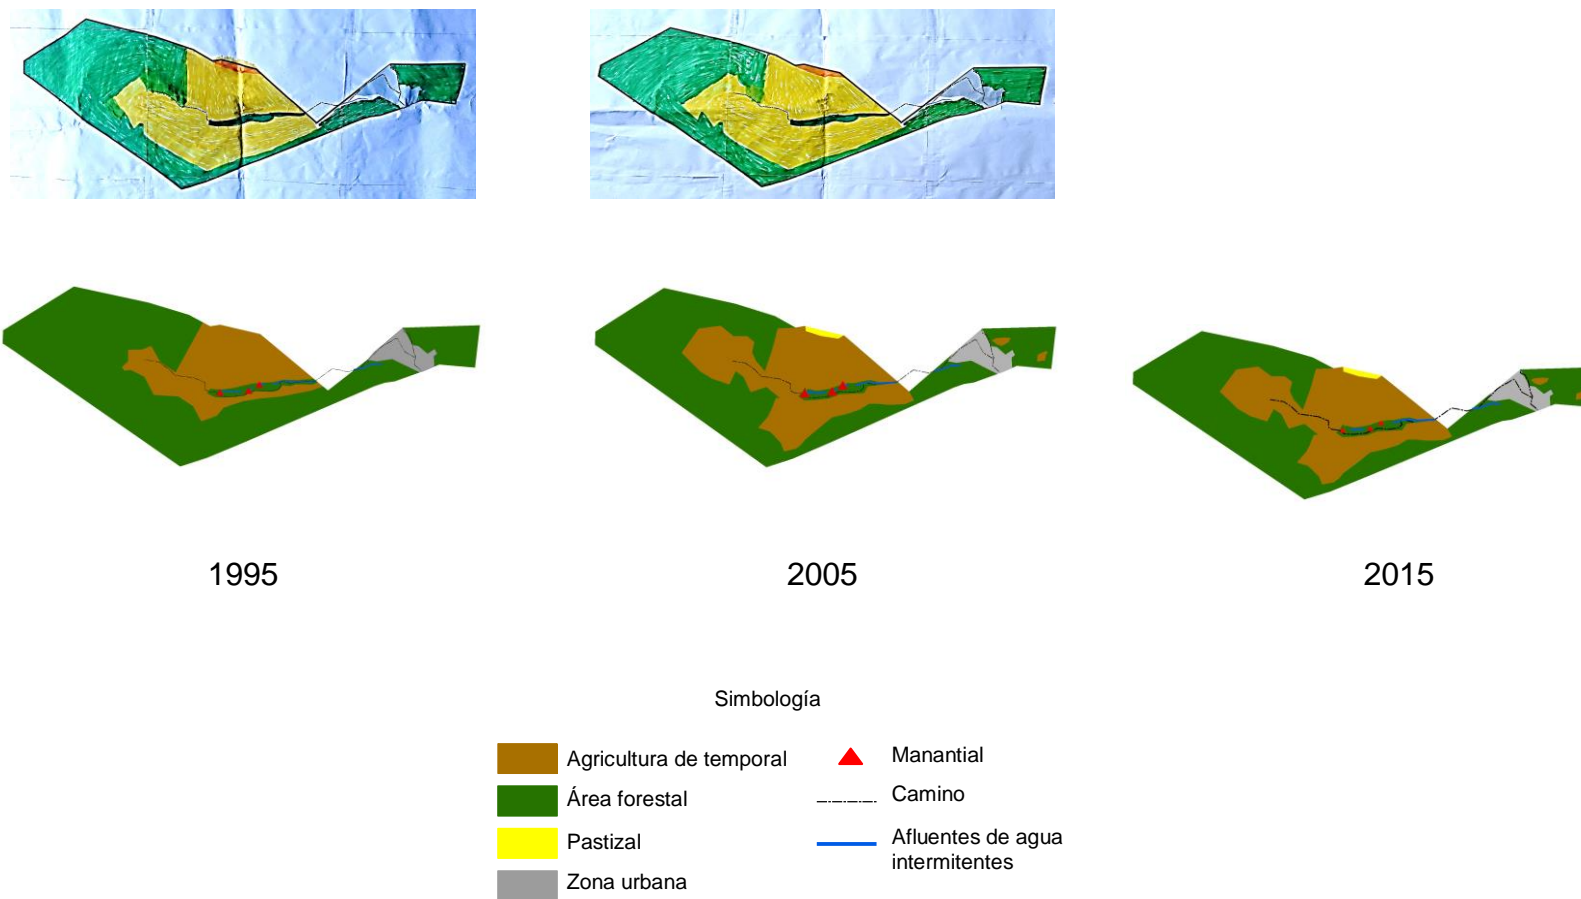 1995
2005
2015
Simbología
Agricultura de temporal
Área forestal
Pastizal
Zona urbana
Manantial
Camino
Afluentes de agua
intermitentes